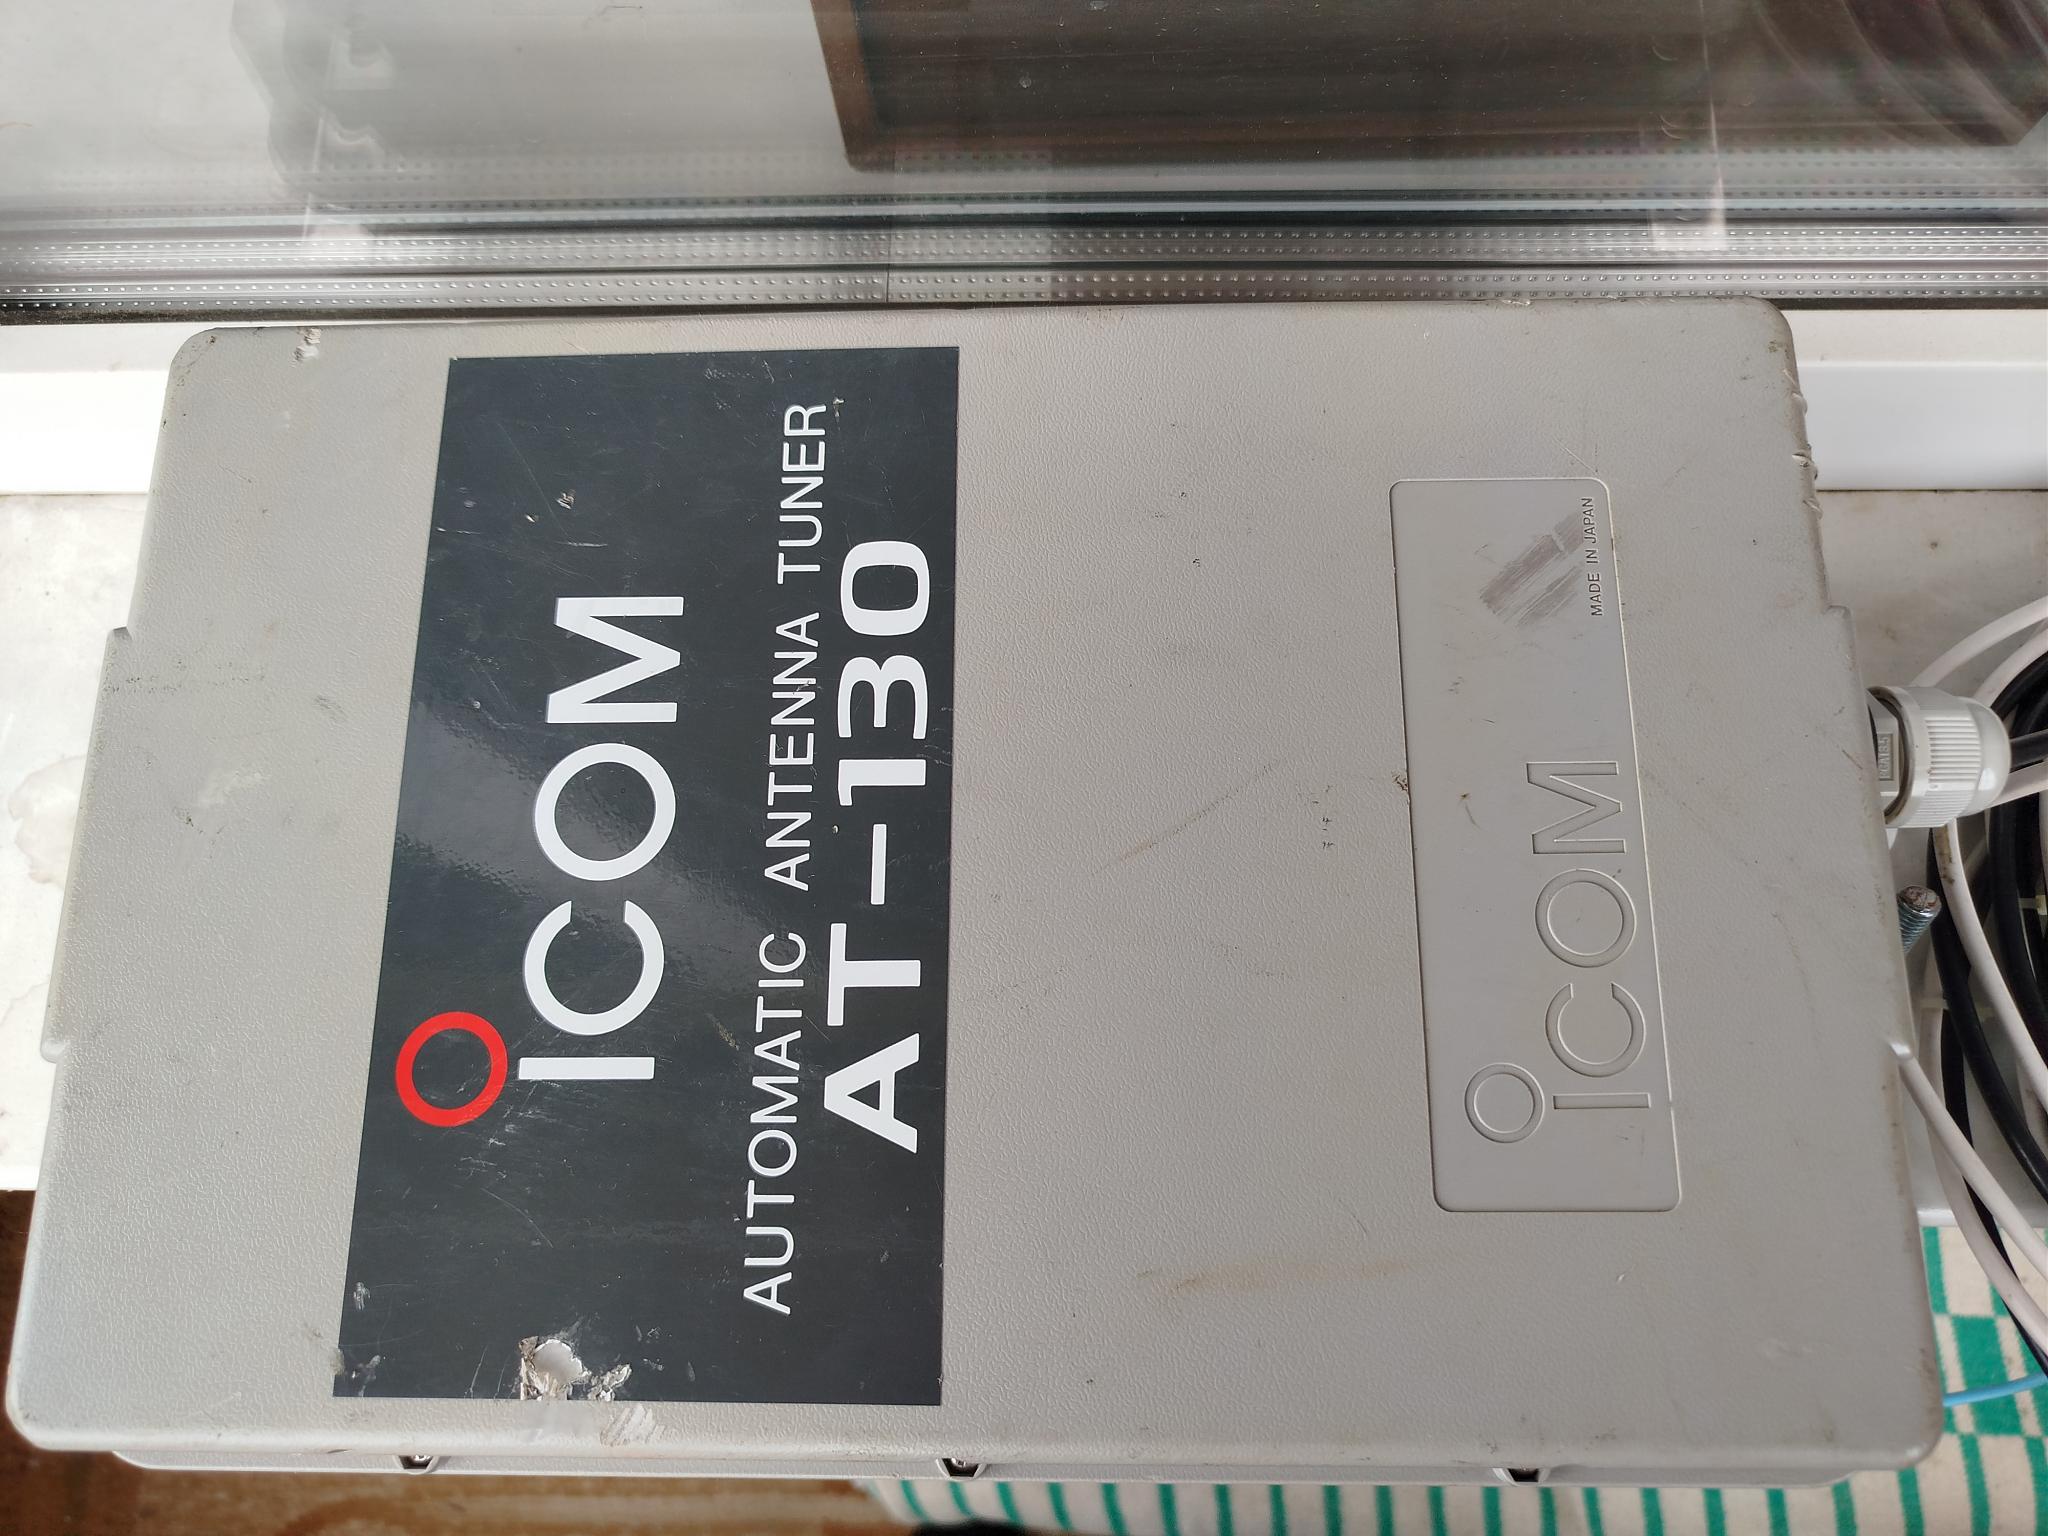 ICOM
AUTOMATIC ANTENNA TUNER
AT-130
ICOM
MADE IN JAPAN